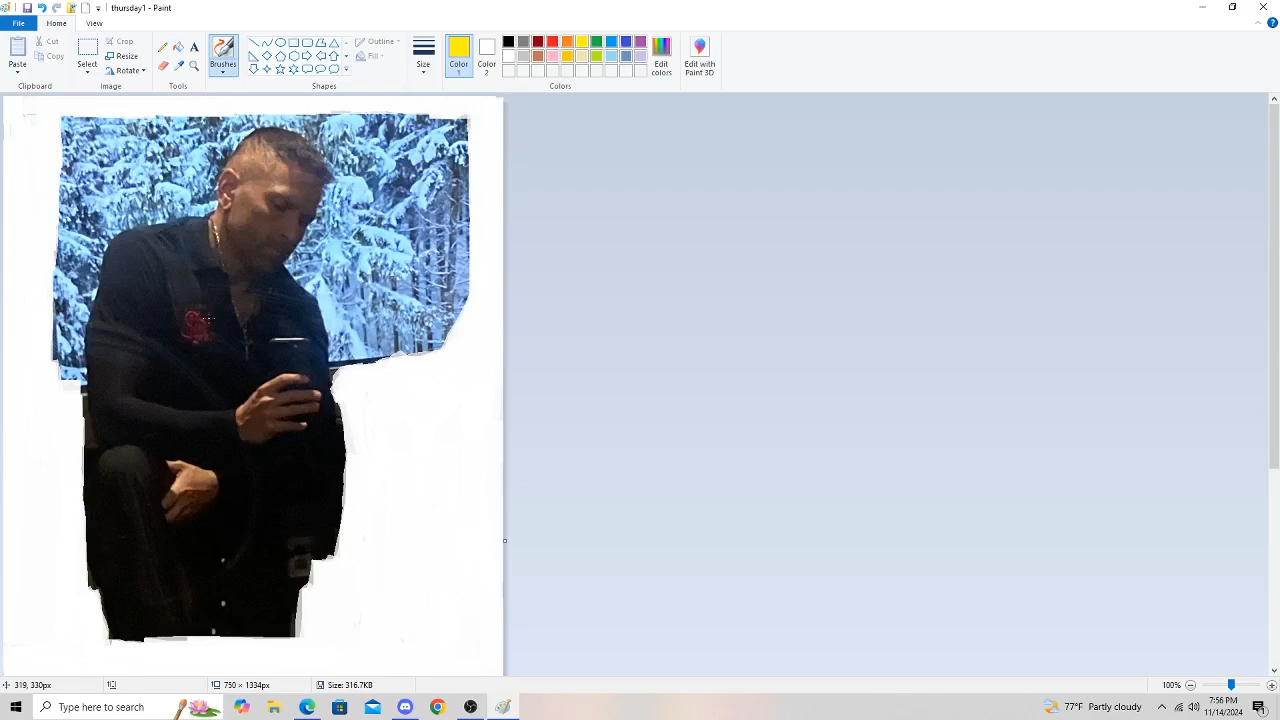 thursday1 - Paint
File
Home
View
Paste
Cut
Copy
Clipboard
Select
Crop
Resize
Rotate
Image
A
Tools
Brushes
Shapes
Outline
Fill
Size
Color
1
Color
2
Colors
Edit
colors
Edit with
Paint 3D
319, 330px
750 × 1334px
Size: 316.7KB
100%
Type here to search
77°F Partly cloudy
7:56 PM
11/14/2024